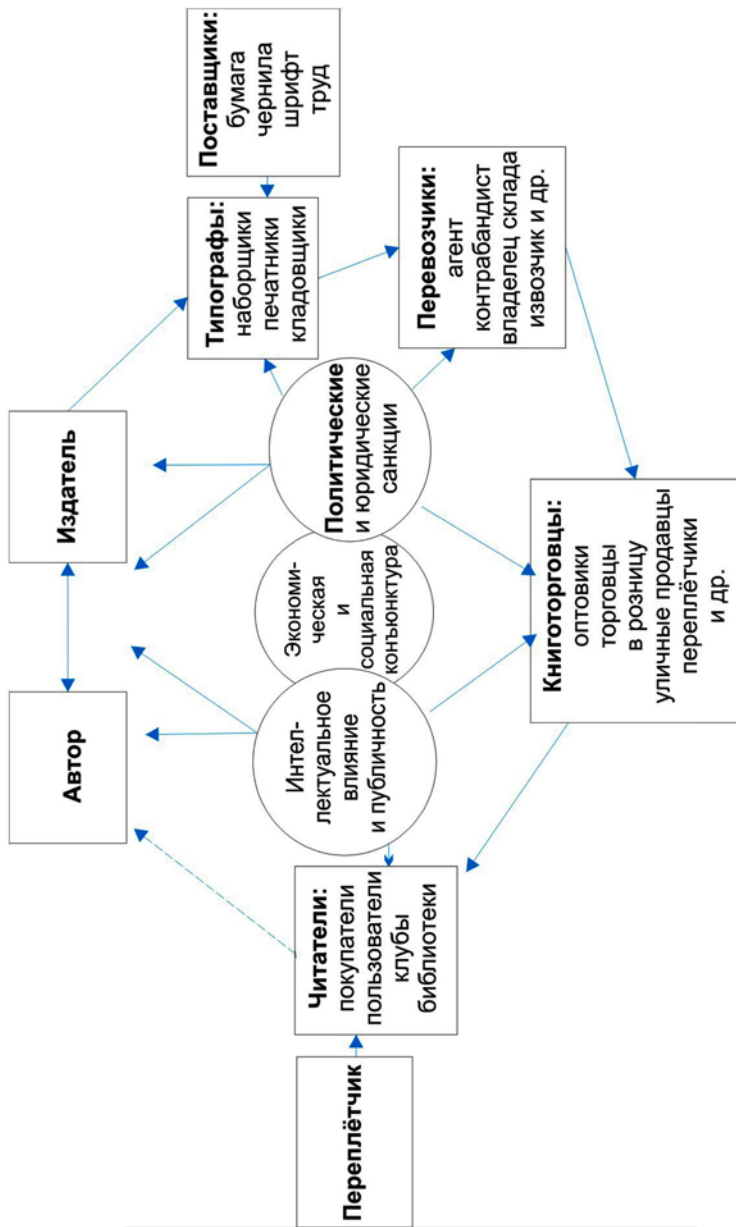 Автор
Издатель
Поставщики:
бумага
чернила
шрифт
труд
Типографы:
наборщики
печатники
кладовщики
Интел-
лектуальное
влияние
и публичность
Экономи-
ческая
и
социальная
конъюнктура
Политические
и юридические
санкции
Переплётчик
Читатели:
покупатели
пользователи
клубы
библиотеки
Перевозчики:
агент
контрабандист
владелец склада
извозчик и др.
Книготорговцы:
оптовики
торговцы
в розницу
уличные продавцы
переплётчики
и др.